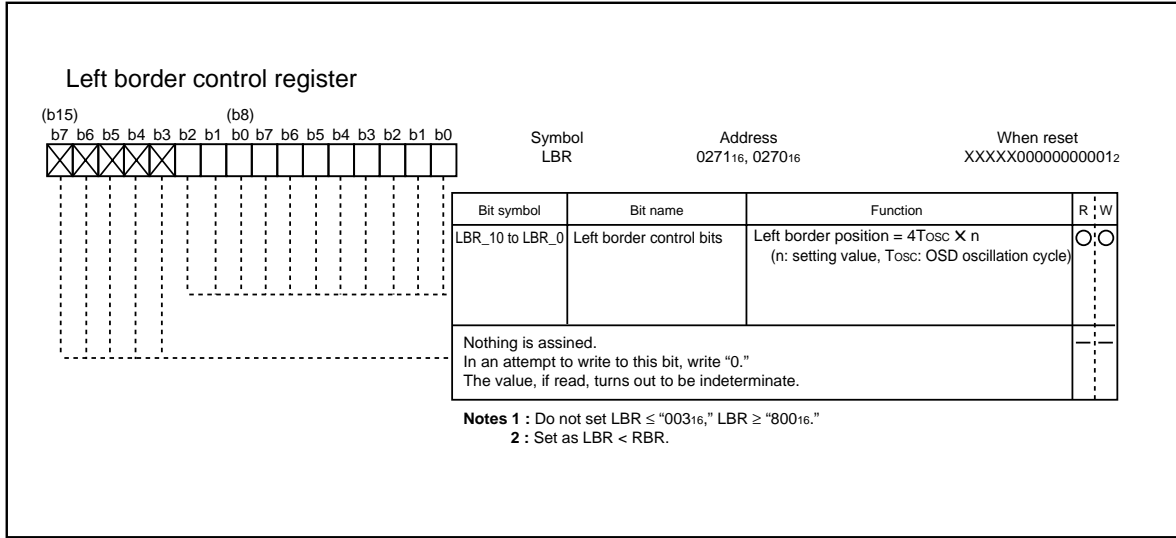 Left border control register
(b15) (b8)
b7 b6 b5 b4 b3 b2 b1 b0 b7 b6 b5 b4 b3 b2 b1 b0
Symbol Address When reset
LBR 027116, 027016 XXXXX000000000012
Bit symbol Bit name Function R W
LBR_10 to LBR_0 Left border control bits Left border position = 4Tosc X n
(n: setting value, Tosc: OSD oscillation cycle)
Nothing is assined.
In an attempt to write to this bit, write “0.”
The value, if read, turns out to be indeterminate.
Notes 1 : Do not set LBR ≤ “00316,” LBR ≥ “80016.”
2 : Set as LBR < RBR.